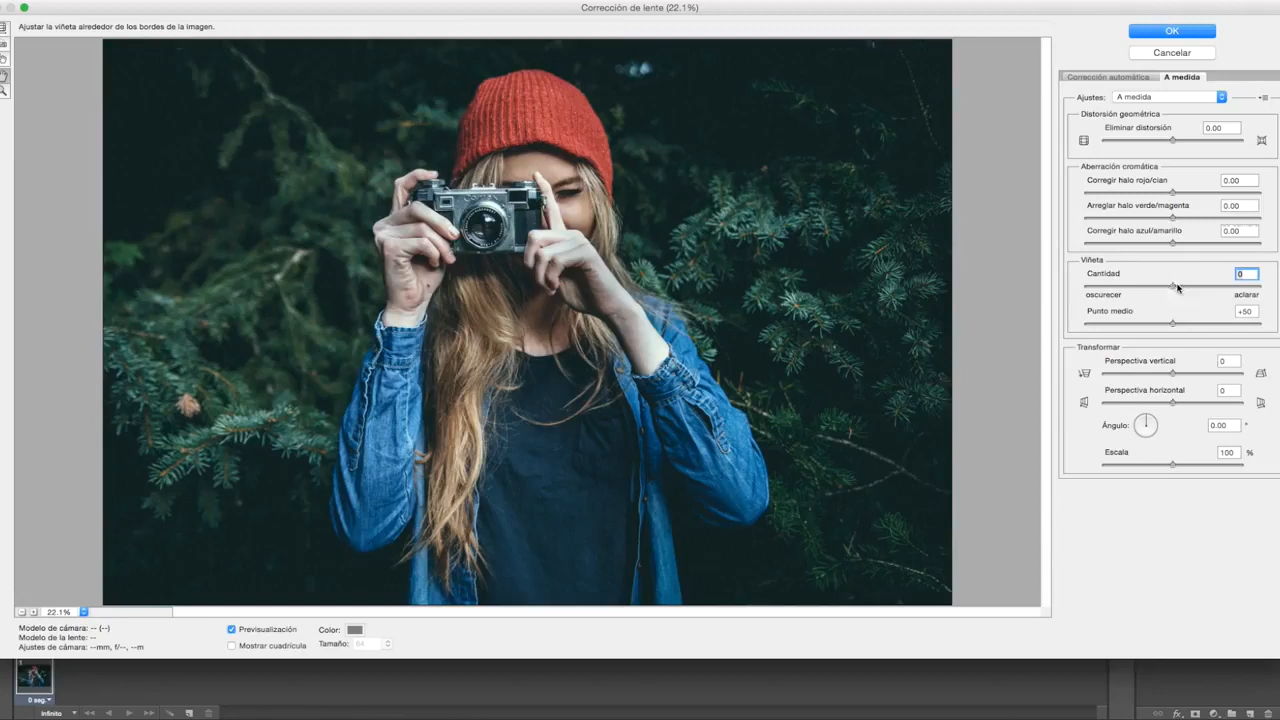 Corrección de lente (22.1%)
Ajustar la viñeta alrededor de los bordes de la imagen.
OK
Cancelar
Corrección automática
A medida
Ajustes: A medida
Distorsión geométrica
Eliminar distorsión 0.00
Aberración cromática
Corregir halo rojo/cian 0.00
Arreglar halo verde/magenta 0.00
Corregir halo azul/amarillo 0.00
Viñeta
Cantidad 0
oscurecer aclarar
Punto medio +50
Transformar
Perspectiva vertical 0
Perspectiva horizontal 0
Ángulo: 0.00 °
Escala 100 %
22.1%
Modelo de cámara: -- (--)
Modelo de la lente: --
Ajustes de cámara: --mm, f/--, --m
Previsualización
Mostrar cuadrícula
Color:
Tamaño: 64
1
0 seg.
Infinito
fx